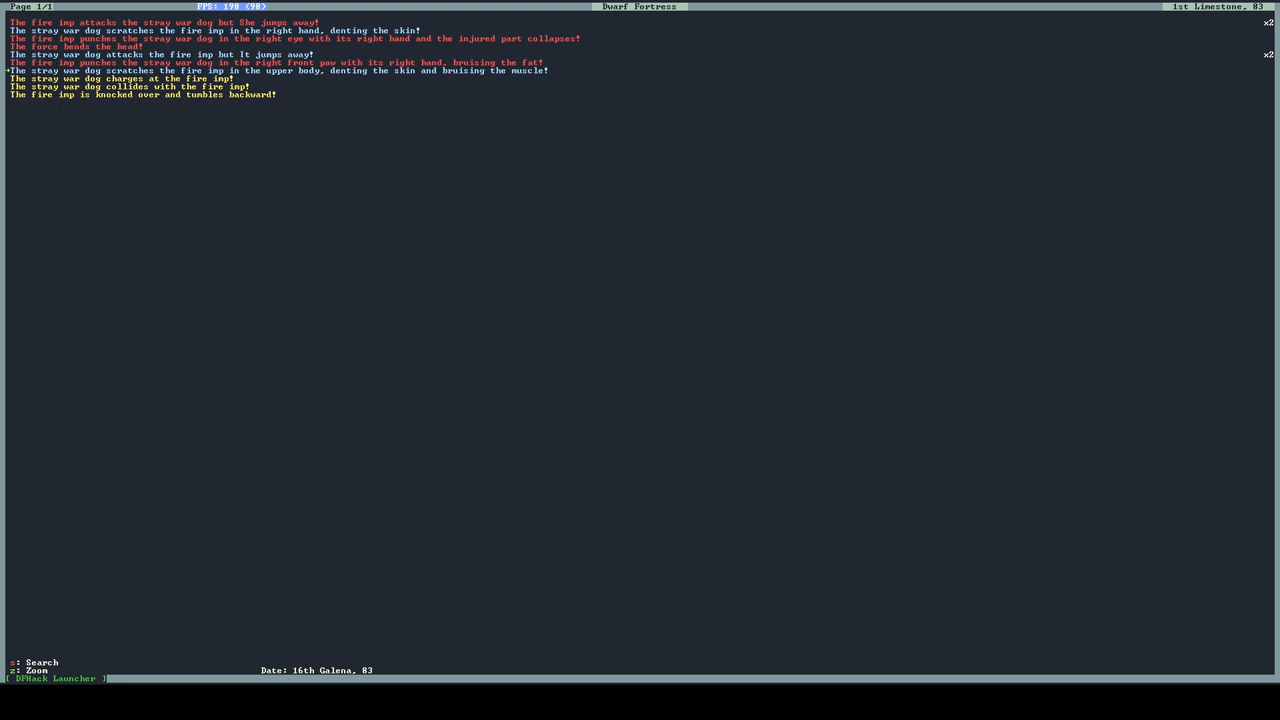 Page 1/1 FPS: 198 (98) Dwarf Fortress 1st Limestone, 83
The fire imp attacks the stray war dog but She jumps away! x2
The stray war dog scratches the fire imp in the right hand, denting the skin!
The fire imp punches the stray war dog in the right eye with its right hand and the injured part collapses!
The force bends the head!
The stray war dog attacks the fire imp but It jumps away! x2
The fire imp punches the stray war dog in the right front paw with its right hand, bruising the fat!
The stray war dog scratches the fire imp in the upper body, denting the skin and bruising the muscle!
The stray war dog charges at the fire imp!
The stray war dog collides with the fire imp!
The fire imp is knocked over and tumbles backward!
s: Search
z: Zoom Date: 16th Galena, 83
[ DFHack Launcher ]